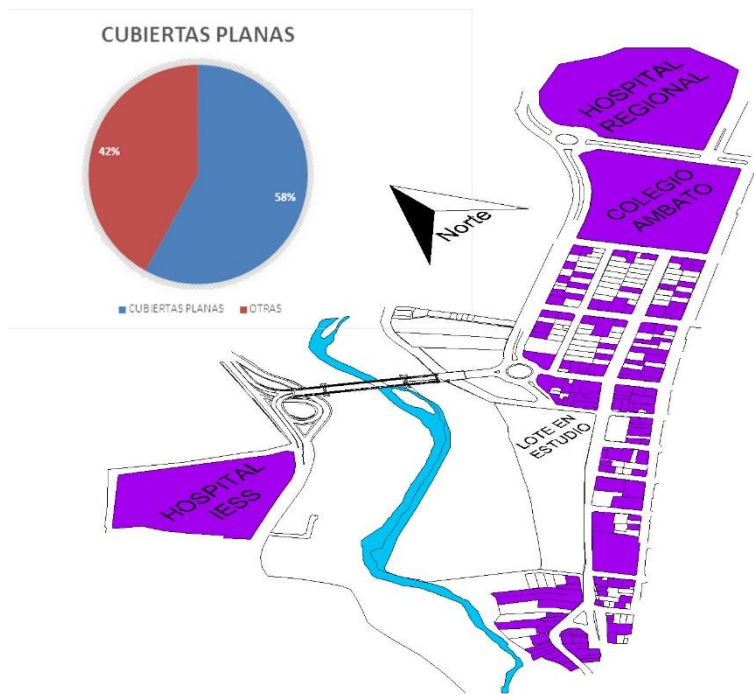 CUBIERTAS PLANAS
42%
58%
CUBIERTAS PLANAS
OTRAS
Norte
HOSPITAL
REGIONAL
COLEGIO
AMBATO
LOTE EN
ESTUDIO
HOSPITAL
IESS